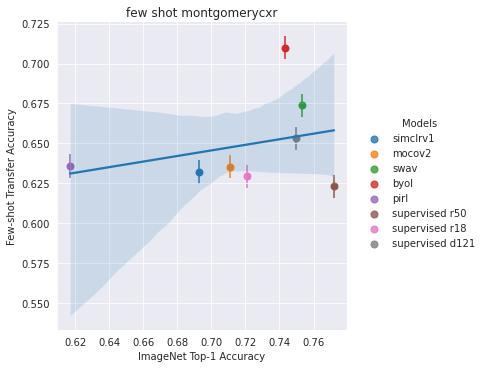 few shot montgomerycxr
Few-shot Transfer Accuracy
0.725
0.700
0.675
0.650
0.625
0.600
0.575
0.550
0.62 0.64 0.66 0.68 0.70 0.72 0.74 0.76
ImageNet Top-1 Accuracy
Models
simclrv1
mocov2
swav
byol
pirl
supervised r50
supervised r18
supervised d121